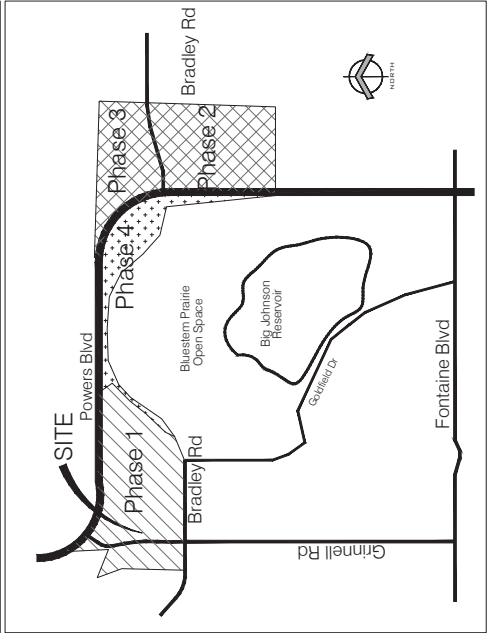 Bradley Rd
Phase 3
Phase 2
NORTH
Phase 4
Powers Blvd
Bluestem Prairie
Open Space
Big Johnson
Reservoir
SITE
Goldfield Dr
Fontaine Blvd
Phase 1
Bradley Rd
Grinnell Rd